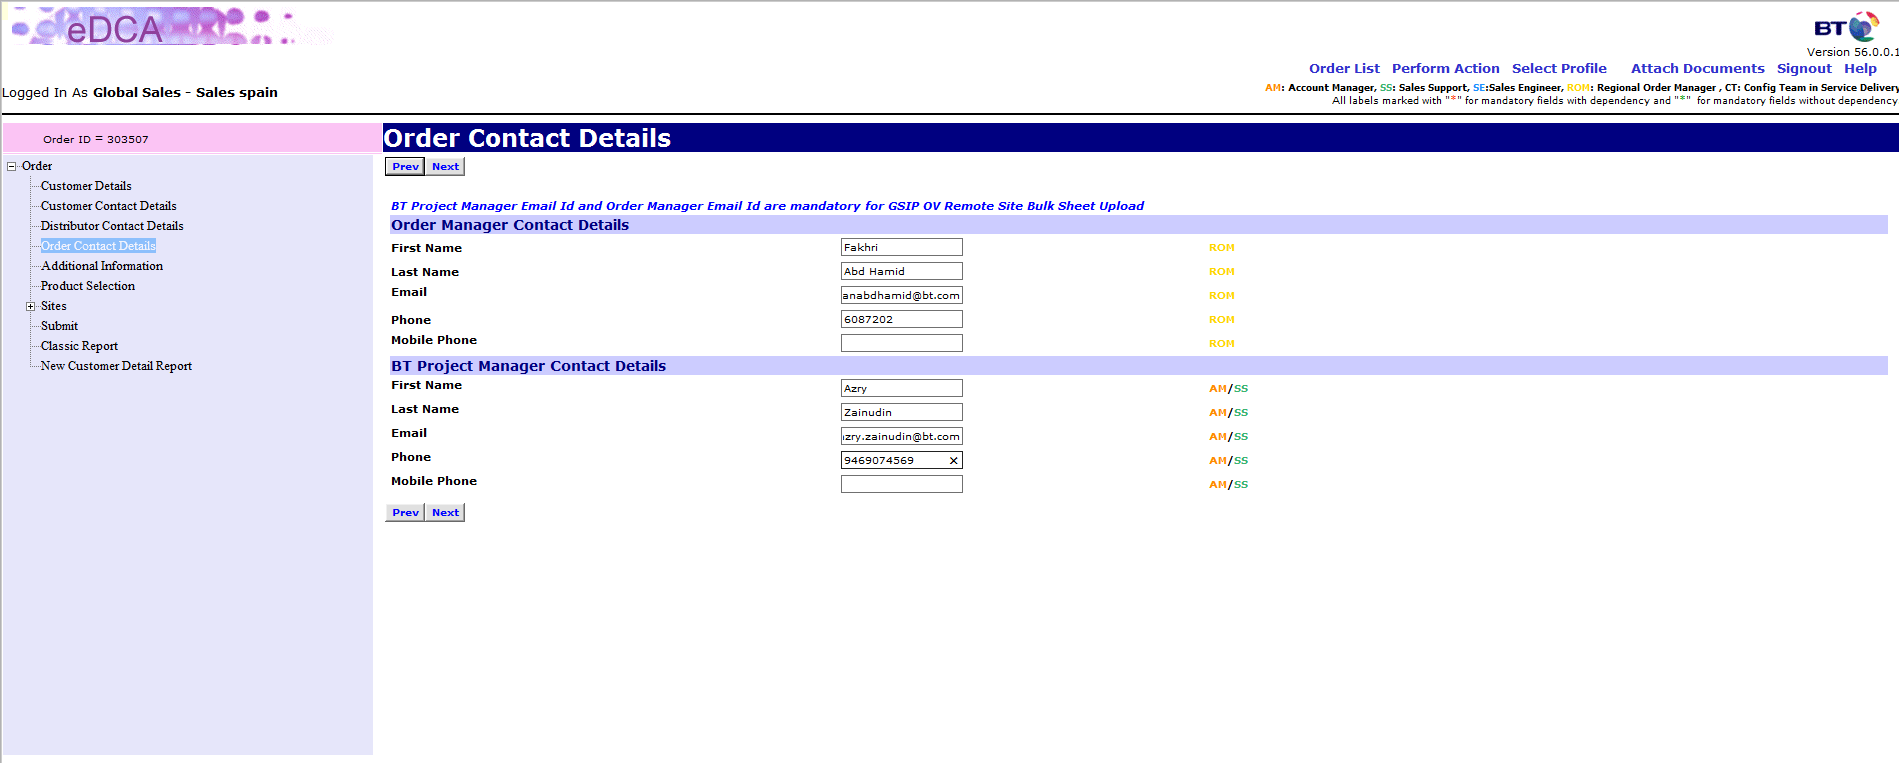 eDCA
BT
Version 56.0.0.1
Order List Perform Action Select Profile Attach Documents Signout Help
Logged In As Global Sales - Sales spain
AM: Account Manager, SS: Sales Support, SE:Sales Engineer, ROM: Regional Order Manager , CT: Config Team in Service Delivery
All labels marked with "*" for mandatory fields with dependency and "*" for mandatory fields without dependency
Order ID = 303507
Order
Customer Details
Customer Contact Details
Distributor Contact Details
Order Contact Details
Additional Information
Product Selection
Sites
Submit
Classic Report
New Customer Detail Report
Order Contact Details
Prev Next
BT Project Manager Email Id and Order Manager Email Id are mandatory for GSIP OV Remote Site Bulk Sheet Upload
Order Manager Contact Details
First Name Fakhri ROM
Last Name Abd Hamid ROM
Email anabdhamid@bt.com ROM
Phone 6087202 ROM
Mobile Phone ROM
BT Project Manager Contact Details
First Name Azry AM/SS
Last Name Zainudin AM/SS
Email zry.zainudin@bt.com AM/SS
Phone 9469074569 AM/SS
Mobile Phone AM/SS
Prev Next